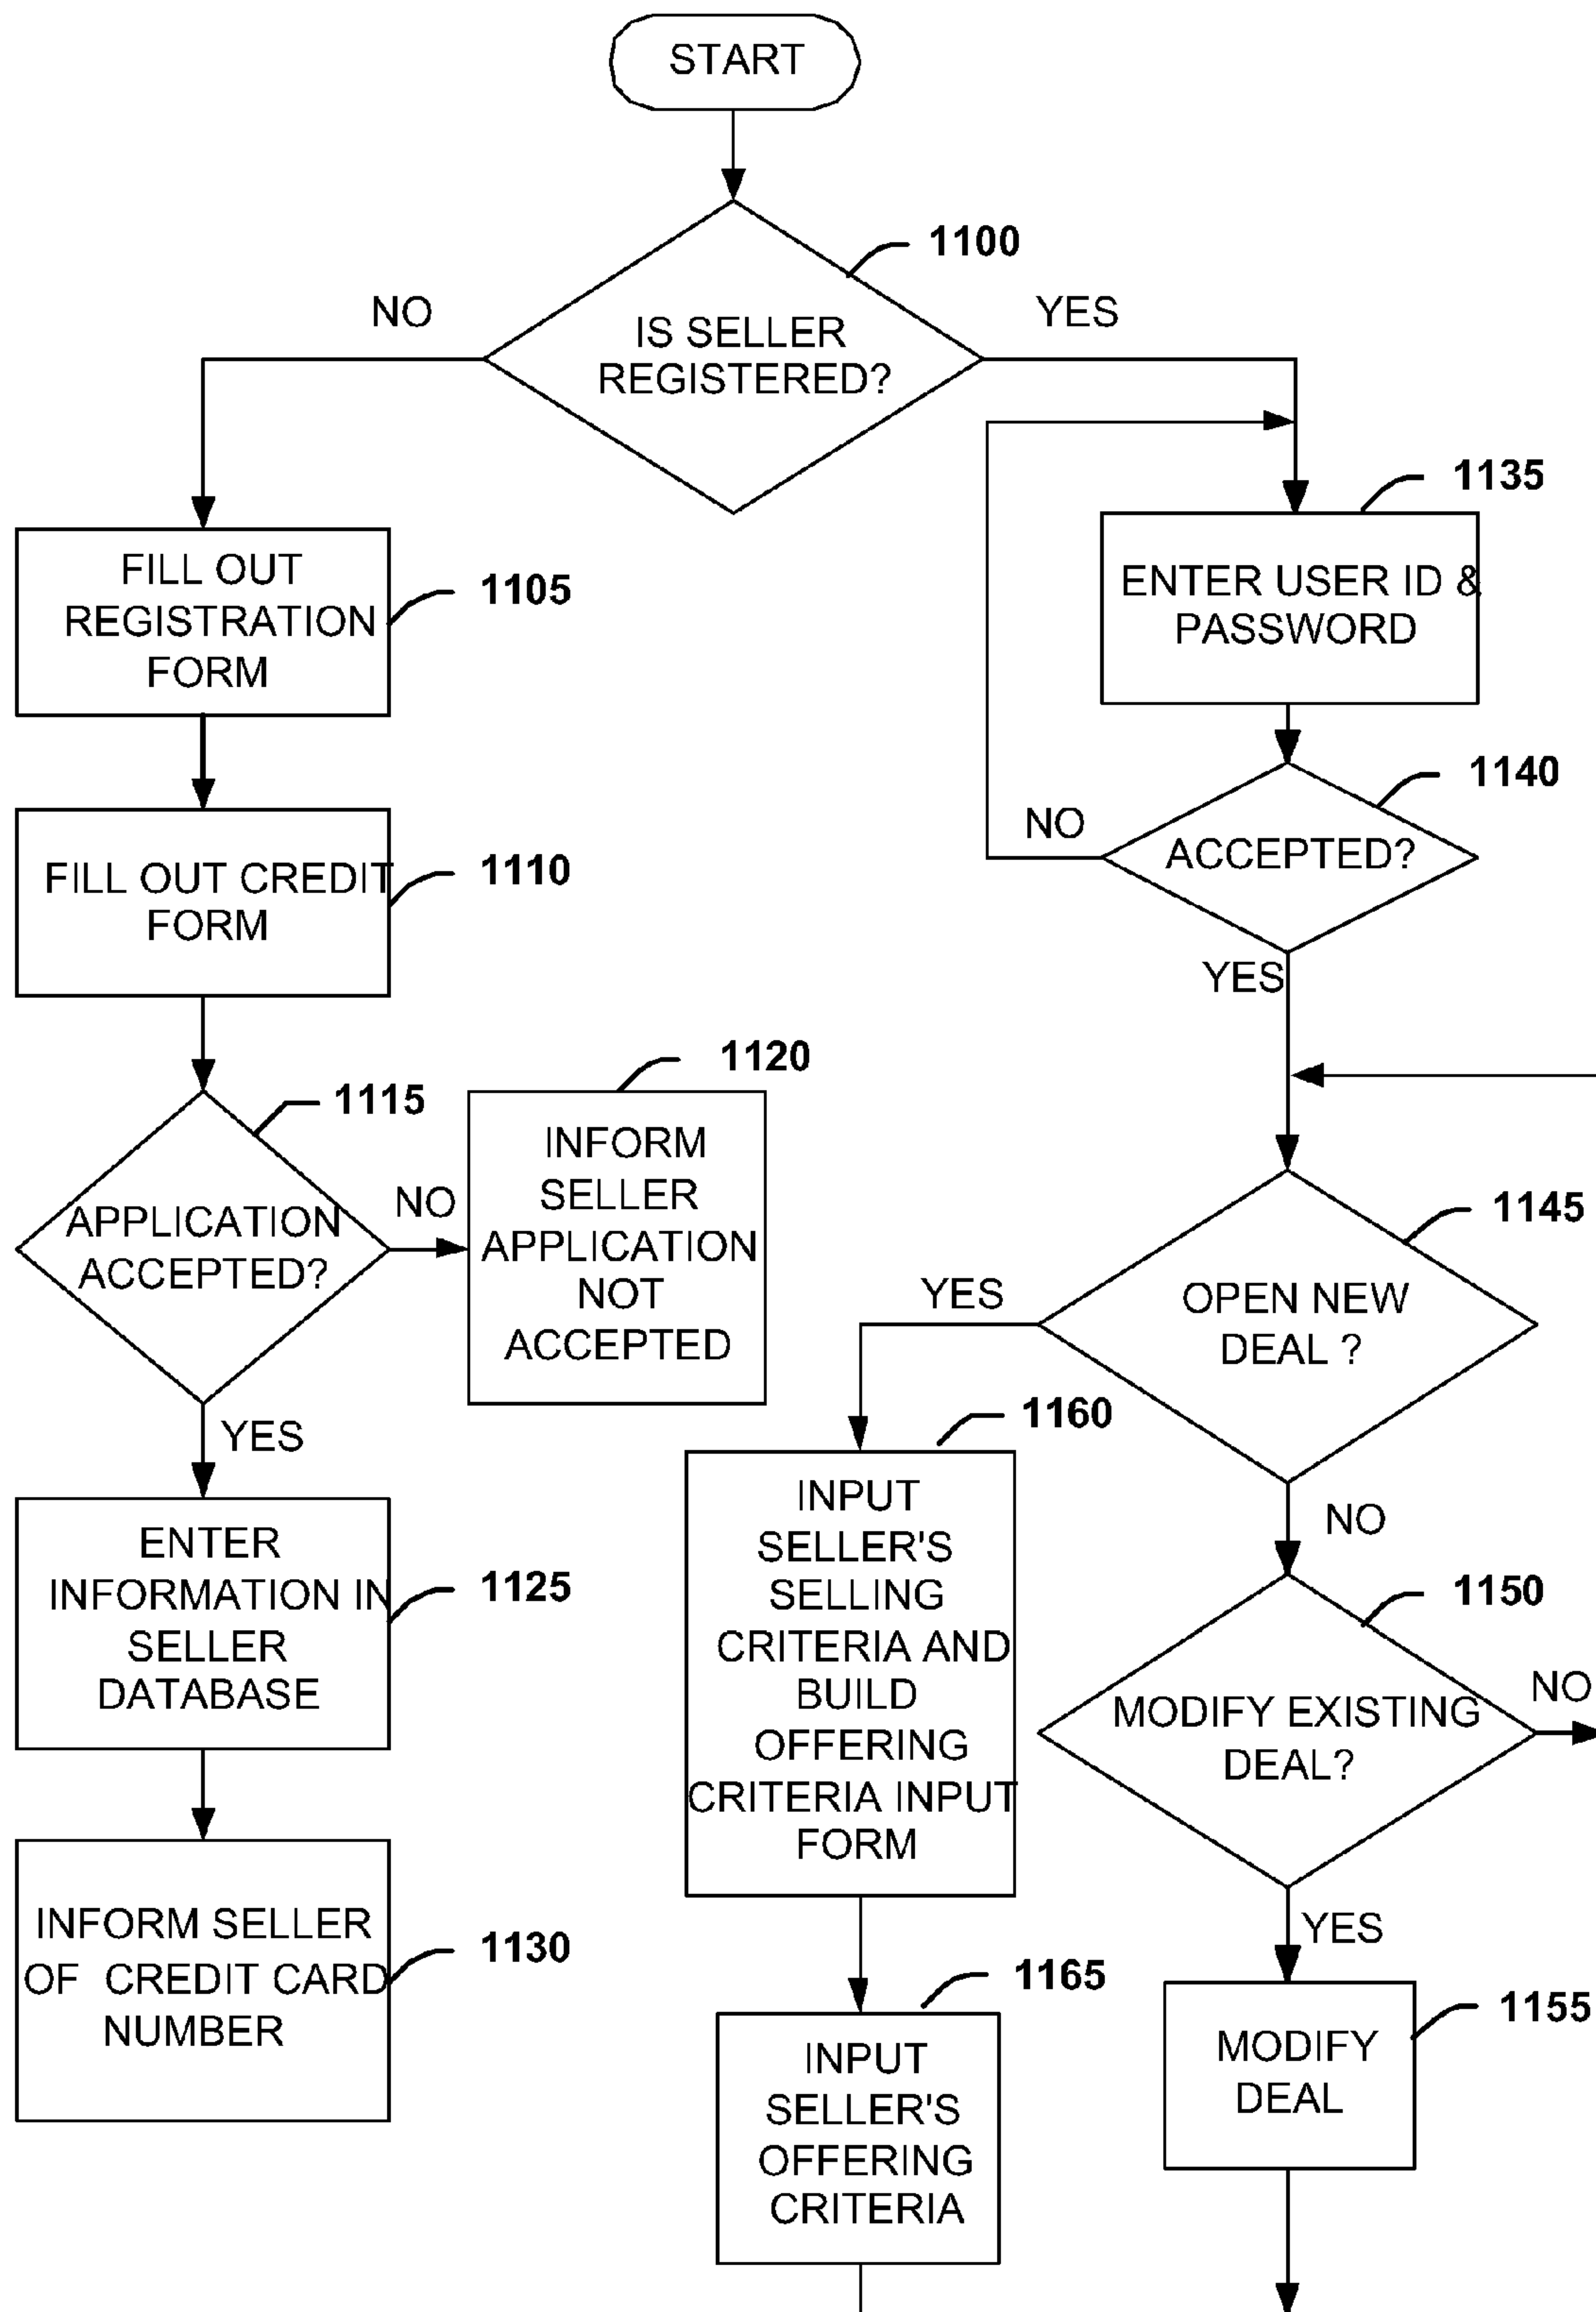 START
1100
NO
YES
IS SELLER
REGISTERED?
1135
FILL OUT
REGISTRATION
FORM
1105
ENTER USER ID &
PASSWORD
1140
NO
ACCEPTED?
FILL OUT CREDIT
FORM
1110
YES
1120
1115
INFORM
SELLER
APPLICATION
NOT
ACCEPTED
NO
APPLICATION
ACCEPTED?
1145
YES
OPEN NEW
DEAL ?
1160
YES
NO
INPUT
SELLER'S
SELLING
CRITERIA AND
BUILD
OFFERING
CRITERIA INPUT
FORM
ENTER
INFORMATION IN
SELLER
DATABASE
1125
1150
NO
MODIFY EXISTING
DEAL?
INFORM SELLER
OF CREDIT CARD
NUMBER
1130
YES
1165
1155
INPUT
SELLER'S
OFFERING
CRITERIA
MODIFY
DEAL